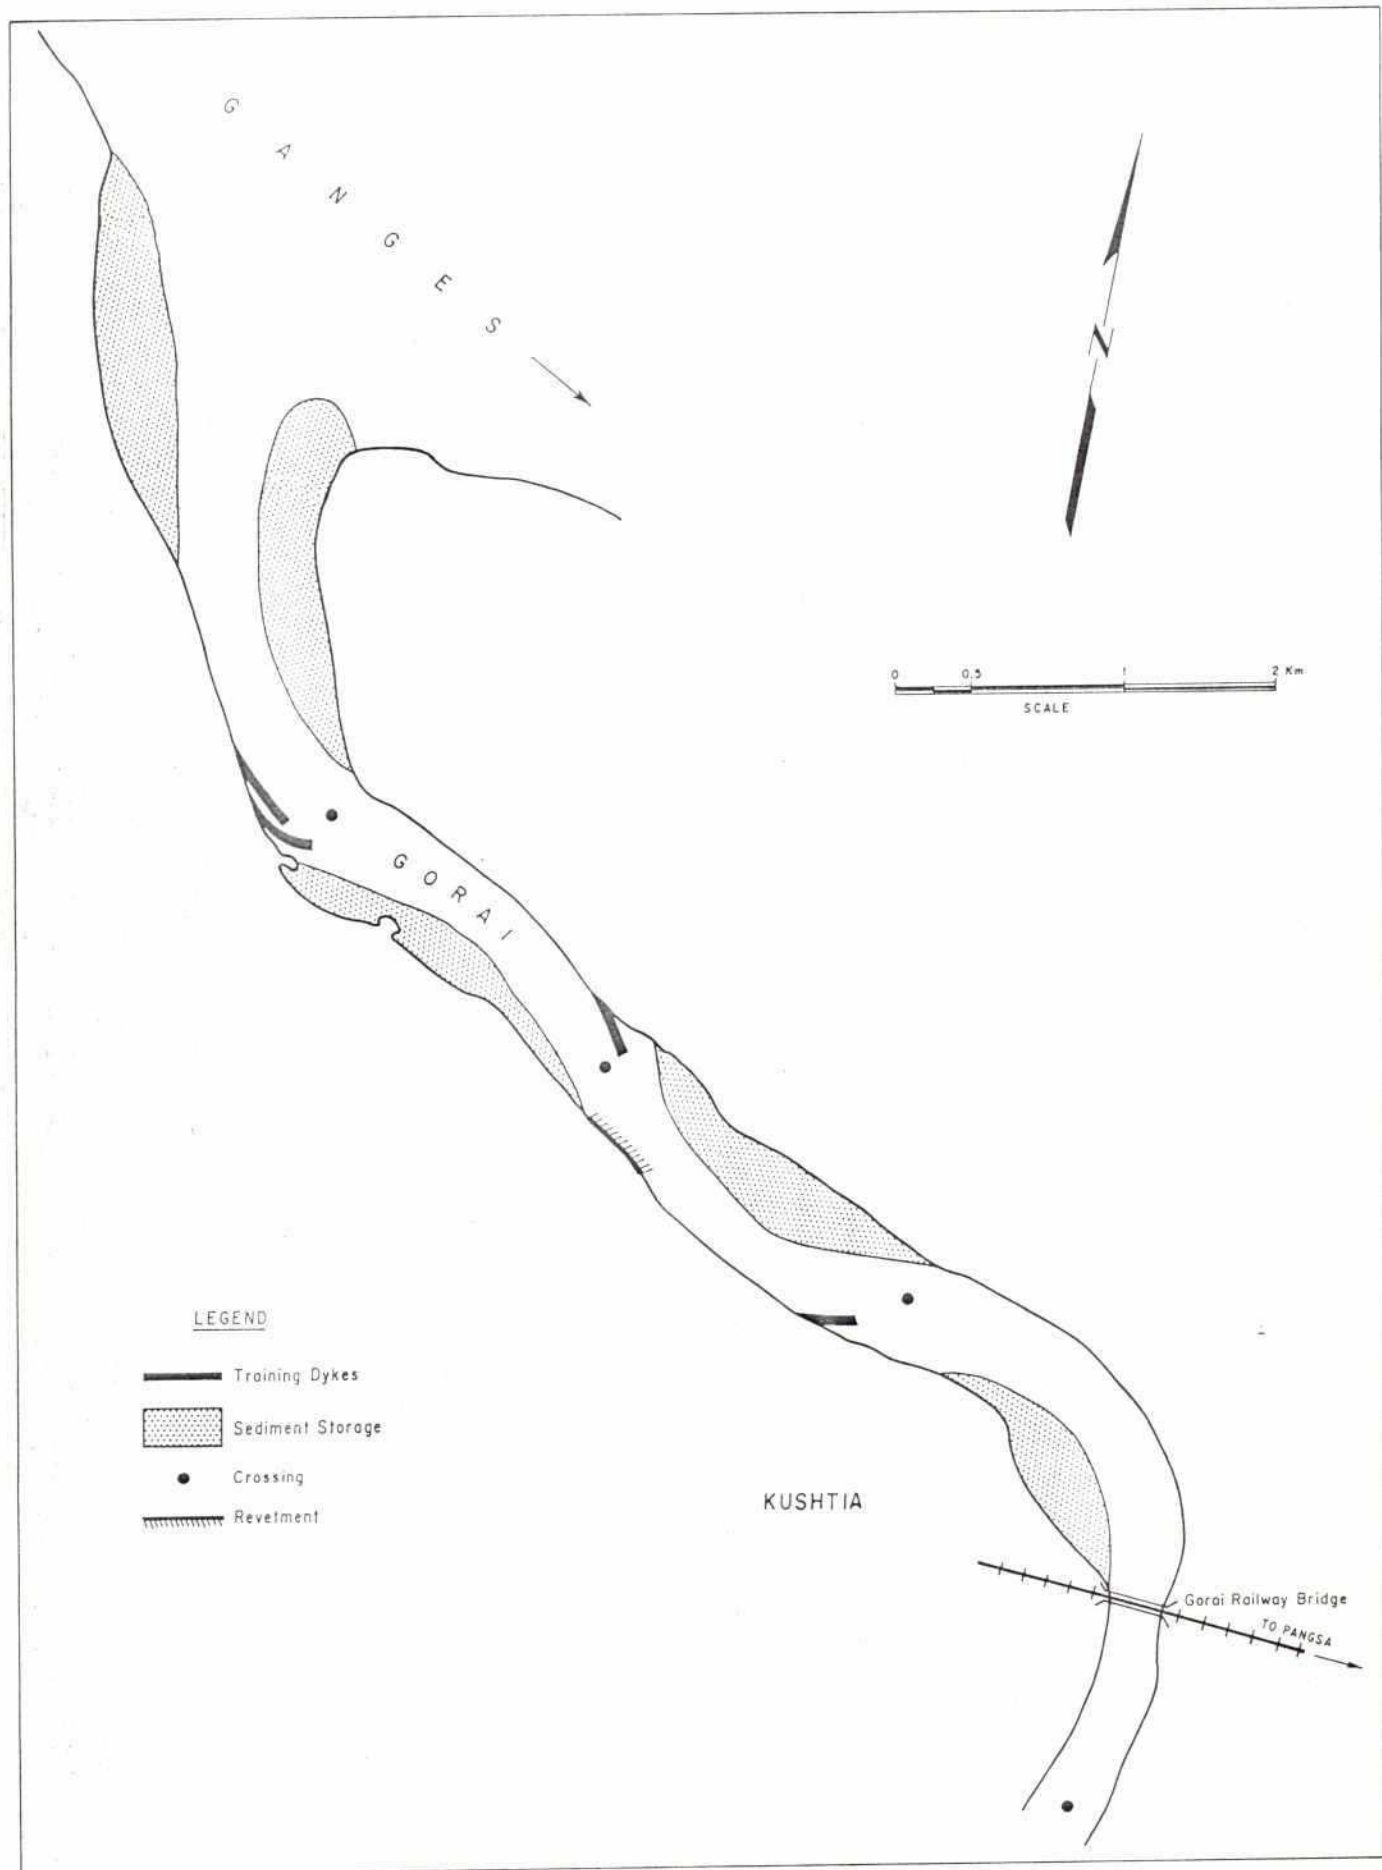 GANGES
N
0 0.5 1 2 Km
SCALE
GORAI
LEGEND
Training Dykes
Sediment Storage
Crossing
Revetment
KUSHTIA
Gorai Railway Bridge
TO PANGSA